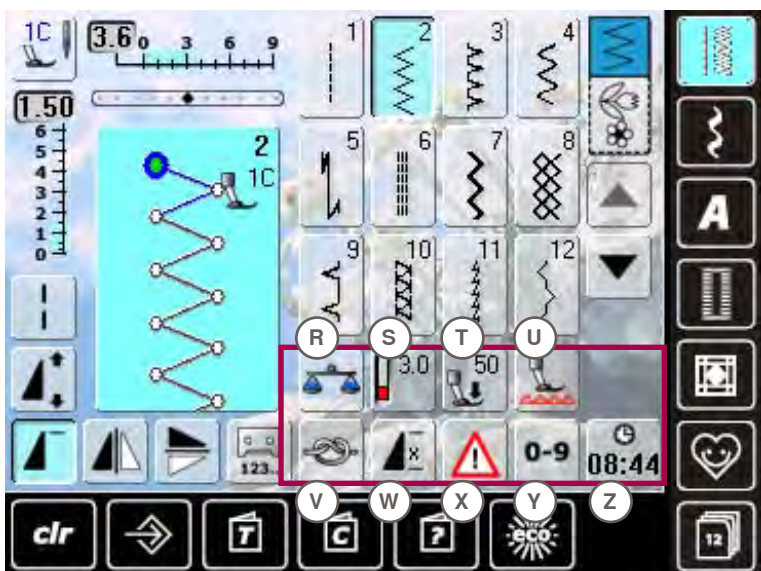 1C 3.6 0 3 6 9 1 2 3 4
1.50
6 5 4 3 2 1 0
2
1C
5 6 7 8
A
9 10 11 12
R S T U
3.0 50
123..
0-9 08:44
V W X Y Z
clr T C ? eco 12